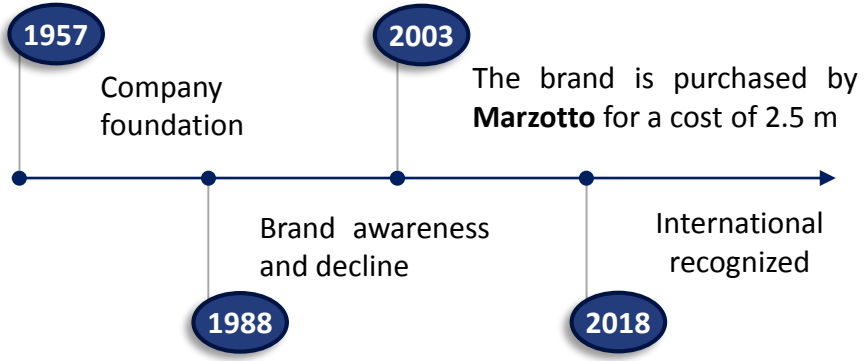 1957
Company
foundation
2003
The brand is purchased by
Marzotto for a cost of 2.5 m
Brand awareness
and decline
1988
International
recognized
2018